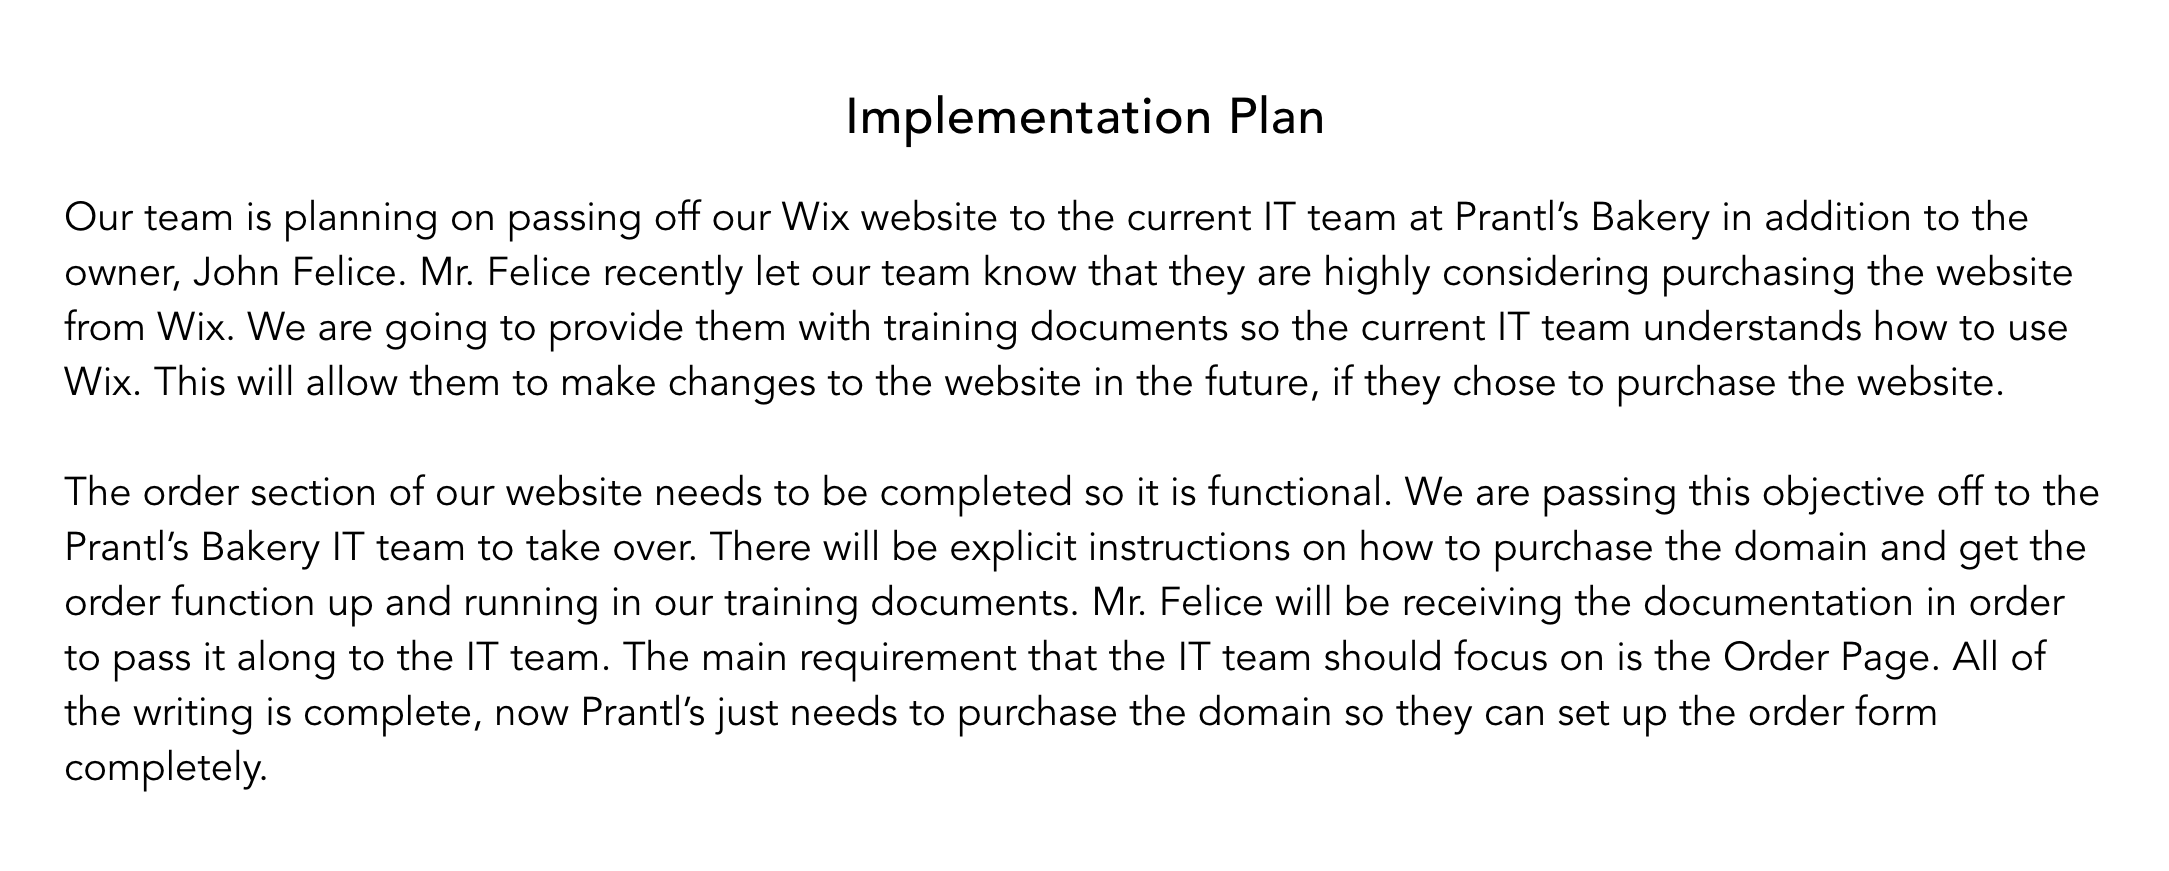 Implementation Plan
Our team is planning on passing off our Wix website to the current IT team at Prantl’s Bakery in addition to the
owner, John Felice. Mr. Felice recently let our team know that they are highly considering purchasing the website
from Wix. We are going to provide them with training documents so the current IT team understands how to use
Wix. This will allow them to make changes to the website in the future, if they chose to purchase the website.
The order section of our website needs to be completed so it is functional. We are passing this objective off to the
Prantl’s Bakery IT team to take over. There will be explicit instructions on how to purchase the domain and get the
order function up and running in our training documents. Mr. Felice will be receiving the documentation in order
to pass it along to the IT team. The main requirement that the IT team should focus on is the Order Page. All of
the writing is complete, now Prantl’s just needs to purchase the domain so they can set up the order form
completely.